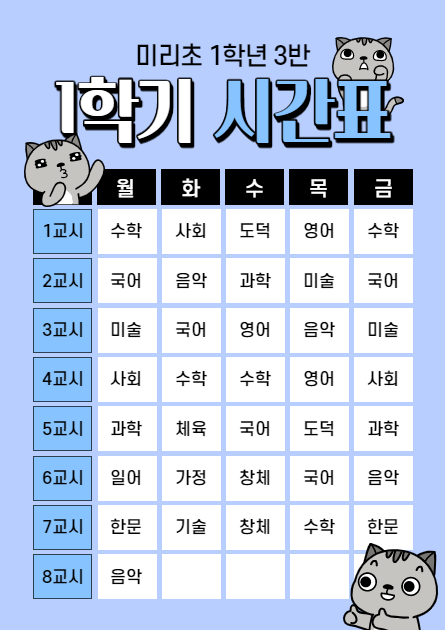 미리초 1학년 3반
1학기 시간표
월 화 수 목 금
1교시 수학 사회 도덕 영어 수학
2교시 국어 음악 과학 미술 국어
3교시 미술 국어 영어 음악 미술
4교시 사회 수학 수학 영어 사회
5교시 과학 체육 국어 도덕 과학
6교시 일어 가정 창체 국어 음악
7교시 한문 기술 창체 수학 한문
8교시 음악